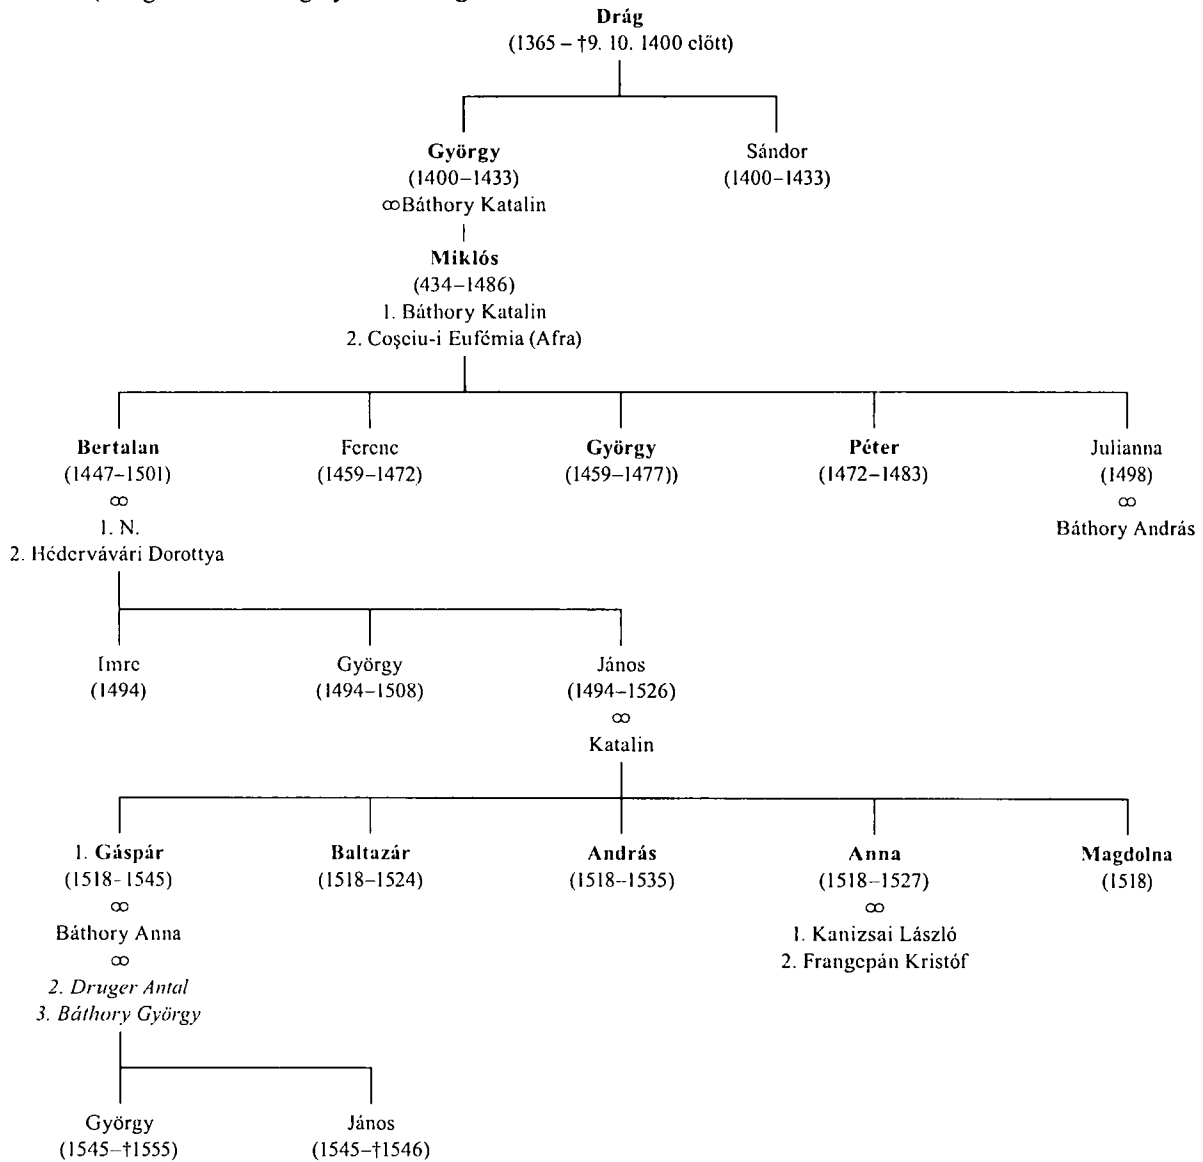 Drág
(1365 – †9. 10. 1400 előtt)
György
(1400–1433)
∞Báthory Katalin
Sándor
(1400–1433)
Miklós
(434–1486)
1. Báthory Katalin
2. Coşciu-i Eufémia (Afra)
Bertalan
(1447–1501)
∞
1. N.
2. Hédervávári Dorottya
Ferenc
(1459–1472)
György
(1459–1477))
Péter
(1472–1483)
Julianna
(1498)
∞
Báthory András
Imre
(1494)
György
(1494–1508)
János
(1494–1526)
∞
Katalin
1. Gáspár
(1518–1545)
∞
Báthory Anna
∞
2. Druger Antal
3. Báthory György
Baltazár
(1518–1524)
András
(1518–1535)
Anna
(1518–1527)
∞
1. Kanizsai László
2. Frangepán Kristóf
Magdolna
(1518)
György
(1545–†1555)
János
(1545–†1546)